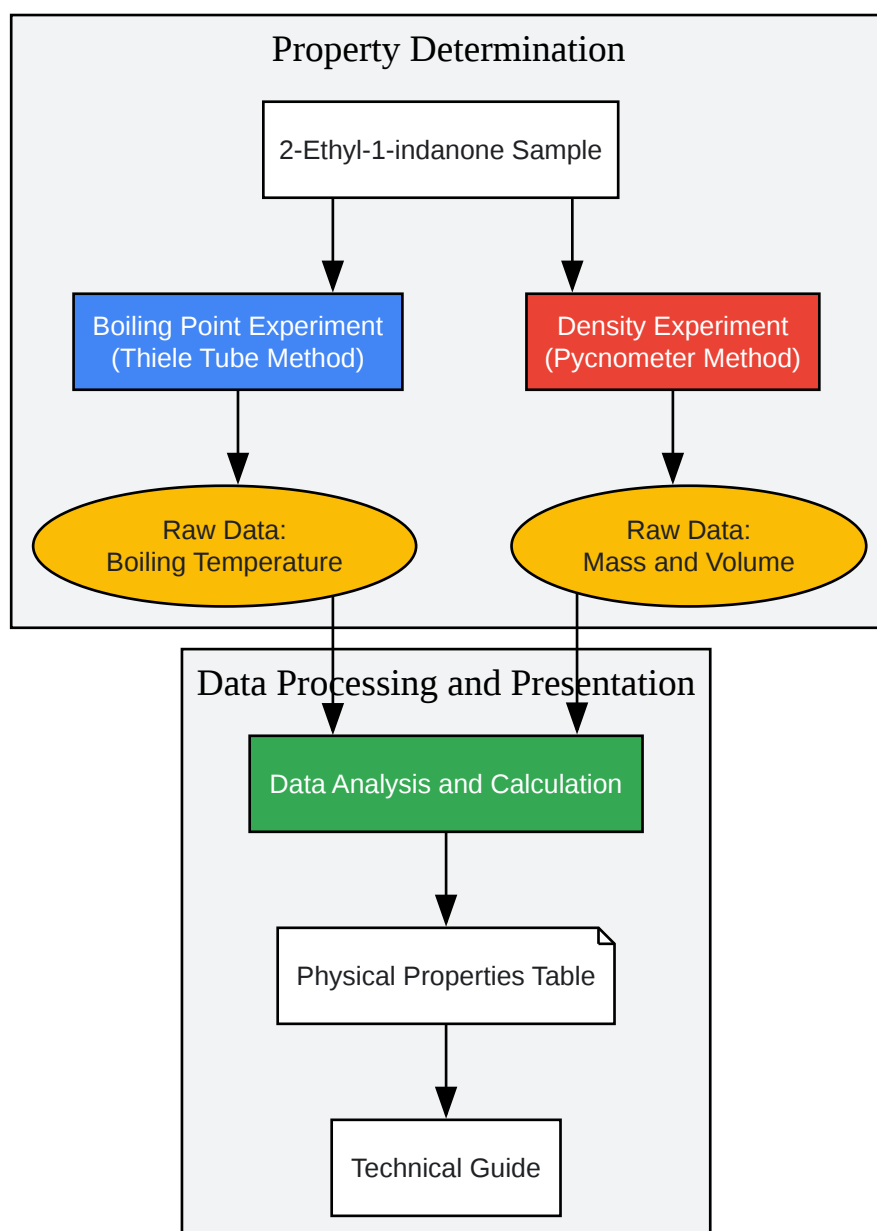 Property Determination
2-Ethyl-1-indanone Sample
Boiling Point Experiment
(Thiele Tube Method)
Density Experiment
(Pycnometer Method)
Raw Data:
Boiling Temperature
Raw Data:
Mass and Volume
Data Processing and Presentation
Data Analysis and Calculation
Physical Properties Table
Technical Guide